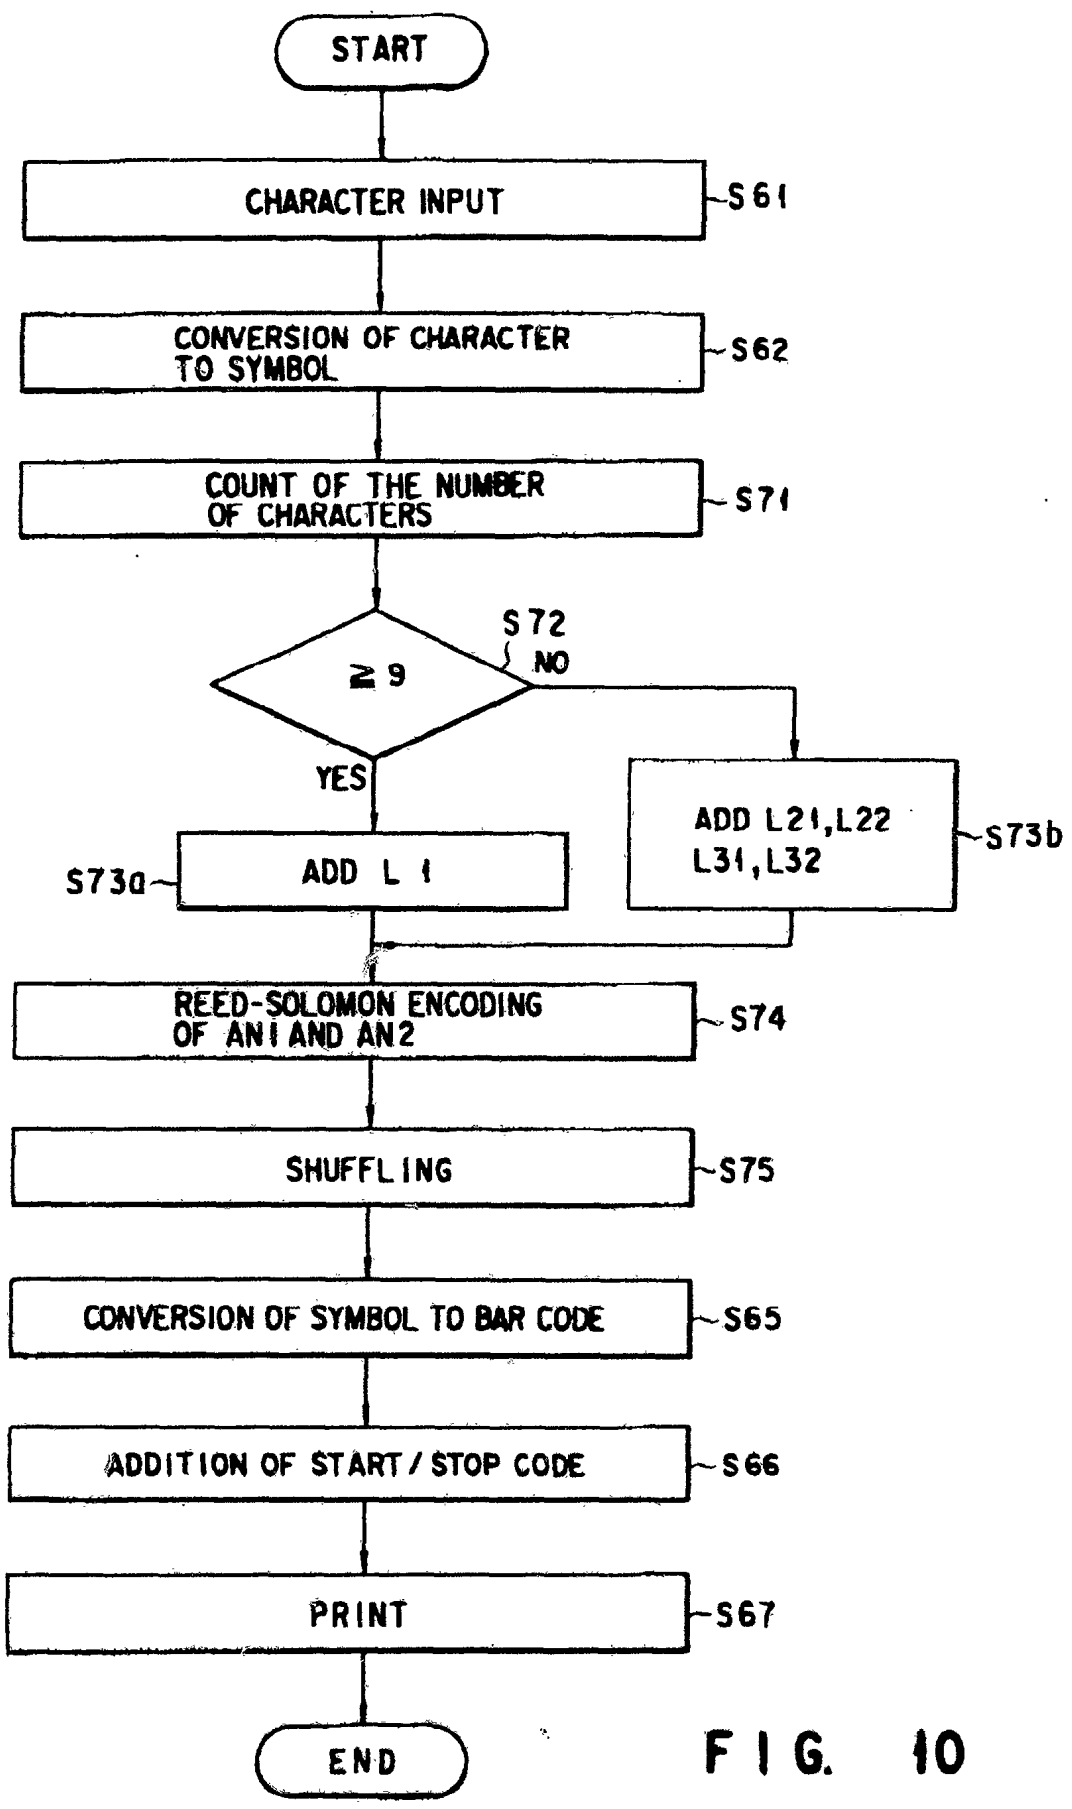 START
CHARACTER INPUT
S61
CONVERSION OF CHARACTER
TO SYMBOL
S62
COUNT OF THE NUMBER
OF CHARACTERS
S71
S72
≧ 9
NO
YES
ADD L21, L22
L31, L32
S73b
S73a
ADD L1
REED-SOLOMON ENCODING
OF AN1 AND AN2
S74
SHUFFLING
S75
CONVERSION OF SYMBOL TO BAR CODE
S65
ADDITION OF START/STOP CODE
S66
PRINT
S67
END
FIG. 10